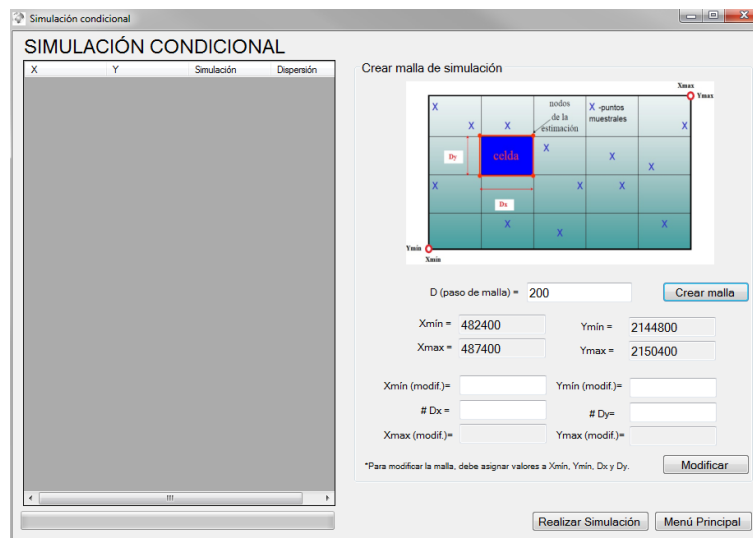 Simulación condicional
SIMULACIÓN CONDICIONAL
X Y Simulación Dispersión
Crear malla de simulación
Xmax
Ymax
nodos
de la
estimación
X -puntos
muestrales
X
X X X
Dy
celda
X X X
X X X
Dx
X X X
Ymín
Xmín
D (paso de malla) = 200 Crear malla
Xmín = 482400 Ymín = 2144800
Xmax = 487400 Ymax = 2150400
Xmín (modif.)= Ymín (modif.)=
# Dx = # Dy=
Xmax (modif.)= Ymax (modif.)=
*Para modificar la malla, debe asignar valores a Xmín, Ymín, Dx y Dy. Modificar
Realizar Simulación Menú Principal